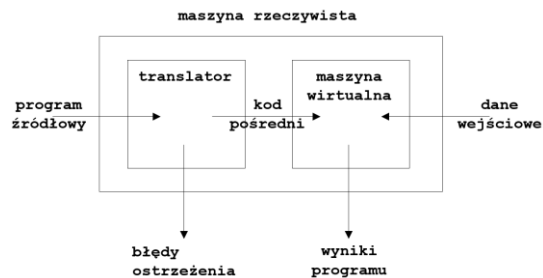 maszyna rzeczywista
translator
maszyna
wirtualna
program
źródłowy
kod
pośredni
dane
wejściowe
błędy
ostrzeżenia
wyniki
programu